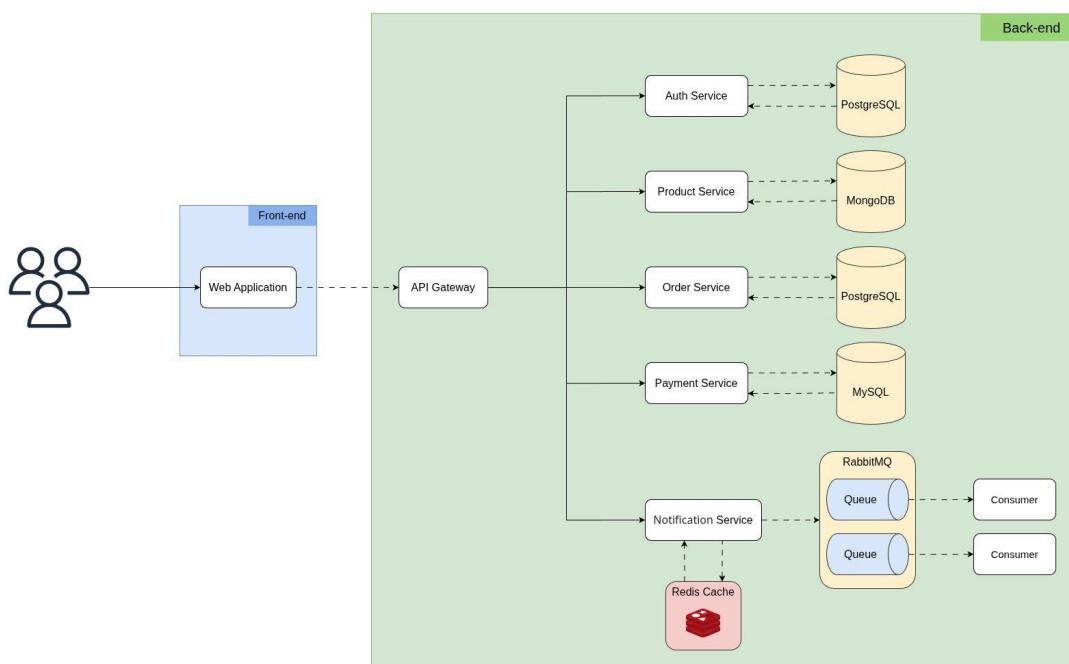 Back-end
Auth Service
PostgreSQL
Product Service
MongoDB
Front-end
Web Application
API Gateway
Order Service
PostgreSQL
Payment Service
MySQL
RabbitMQ
Queue
Consumer
Notification Service
Queue
Consumer
Redis Cache